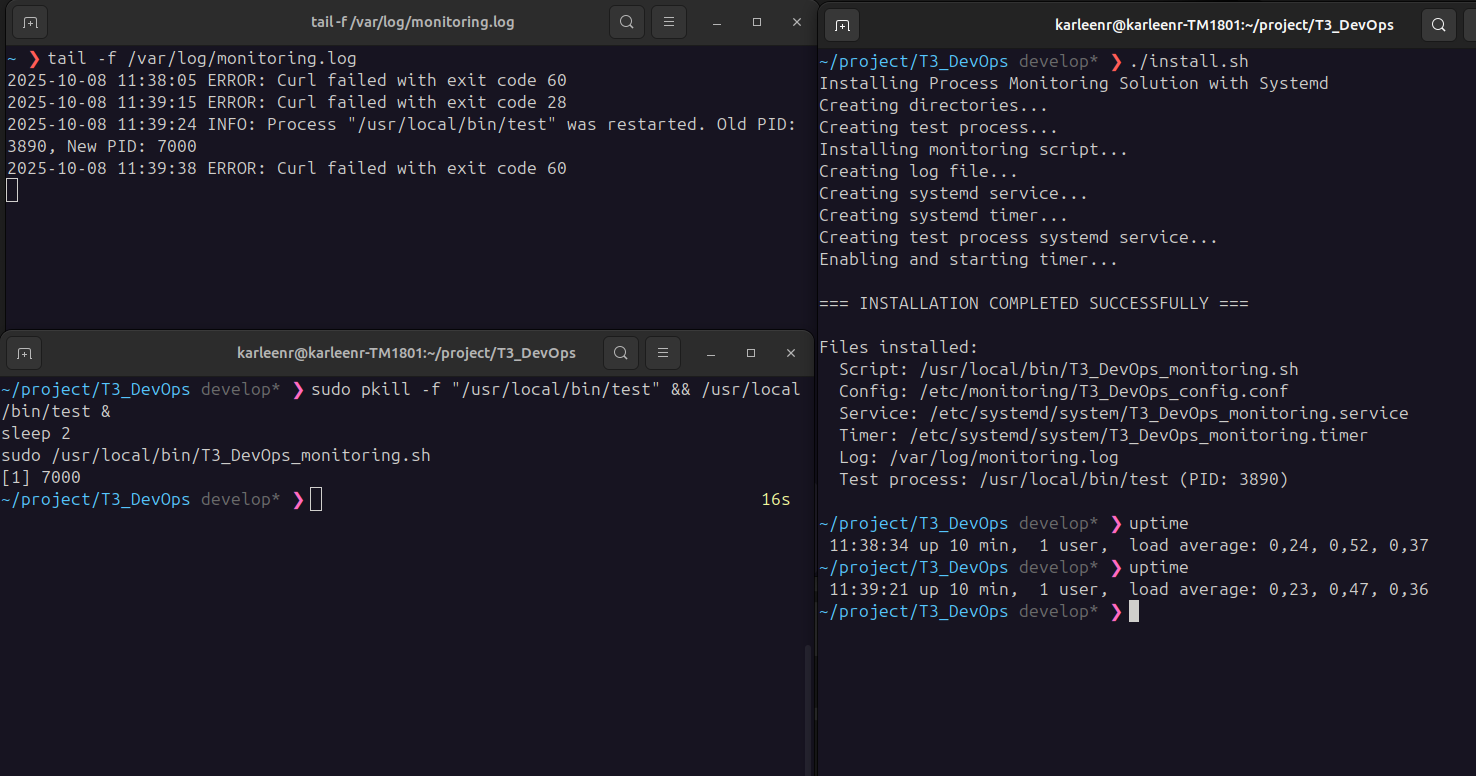 tail -f /var/log/monitoring.log
~ ❯ tail -f /var/log/monitoring.log
2025-10-08 11:38:05 ERROR: Curl failed with exit code 60
2025-10-08 11:39:15 ERROR: Curl failed with exit code 28
2025-10-08 11:39:24 INFO: Process "/usr/local/bin/test" was restarted. Old PID:
3890, New PID: 7000
2025-10-08 11:39:38 ERROR: Curl failed with exit code 60
karleenr@karleenr-TM1801:~/project/T3_DevOps
~/project/T3_DevOps develop* ❯ sudo pkill -f "/usr/local/bin/test" && /usr/local
/bin/test &
sleep 2
sudo /usr/local/bin/T3_DevOps_monitoring.sh
[1] 7000
~/project/T3_DevOps develop* ❯ 16s
karleenr@karleenr-TM1801:~/project/T3_DevOps
~/project/T3_DevOps develop* ❯ ./install.sh
Installing Process Monitoring Solution with Systemd
Creating directories...
Creating test process...
Installing monitoring script...
Creating log file...
Creating systemd service...
Creating systemd timer...
Creating test process systemd service...
Enabling and starting timer...
=== INSTALLATION COMPLETED SUCCESSFULLY ===
Files installed:
Script: /usr/local/bin/T3_DevOps_monitoring.sh
Config: /etc/monitoring/T3_DevOps_config.conf
Service: /etc/systemd/system/T3_DevOps_monitoring.service
Timer: /etc/systemd/system/T3_DevOps_monitoring.timer
Log: /var/log/monitoring.log
Test process: /usr/local/bin/test (PID: 3890)
~/project/T3_DevOps develop* ❯ uptime
11:38:34 up 10 min,  1 user,  load average: 0,24, 0,52, 0,37
~/project/T3_DevOps develop* ❯ uptime
11:39:21 up 10 min,  1 user,  load average: 0,23, 0,47, 0,36
~/project/T3_DevOps develop* ❯